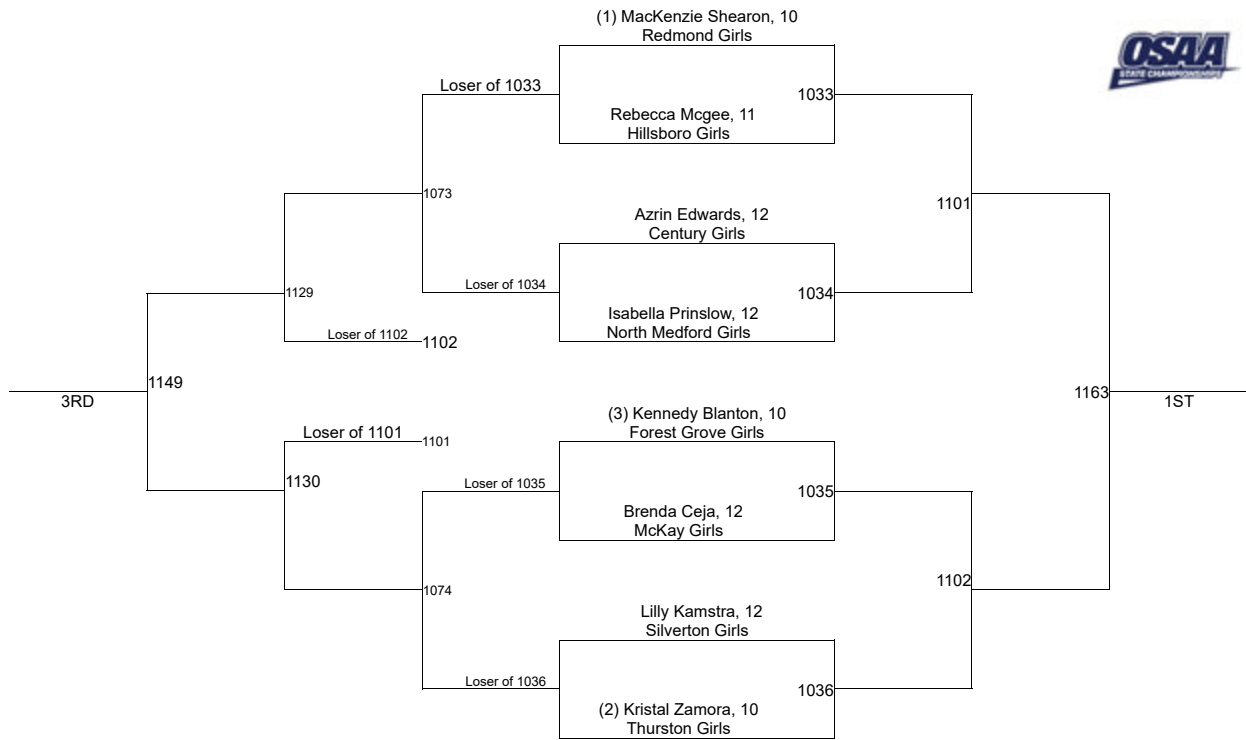 (1) MacKenzie Shearon, 10
Redmond Girls
OSAA
STATE CHAMPIONSHIPS
Loser of 1033
1033
Rebecca Mcgee, 11
Hillsboro Girls
1073
1101
Azrin Edwards, 12
Century Girls
Loser of 1034
1034
1129
Isabella Prinslow, 12
North Medford Girls
Loser of 1102
1102
1149
3RD
1163
1ST
(3) Kennedy Blanton, 10
Forest Grove Girls
Loser of 1101
1101
1130
Loser of 1035
1035
Brenda Ceja, 12
McKay Girls
1074
1102
Lilly Kamstra, 12
Silverton Girls
Loser of 1036
1036
(2) Kristal Zamora, 10
Thurston Girls